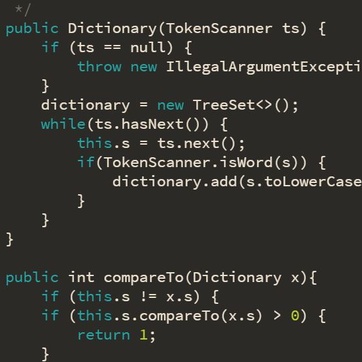 */
public Dictionary(TokenScanner ts) {
if (ts == null) {
throw new IllegalArgumentExcepti
}
dictionary = new TreeSet<>();
while(ts.hasNext()) {
this.s = ts.next();
if(TokenScanner.isWord(s)) {
dictionary.add(s.toLowerCase
}
}
}
public int compareTo(Dictionary x){
if (this.s != x.s) {
if (this.s.compareTo(x.s) > 0) {
return 1;
}